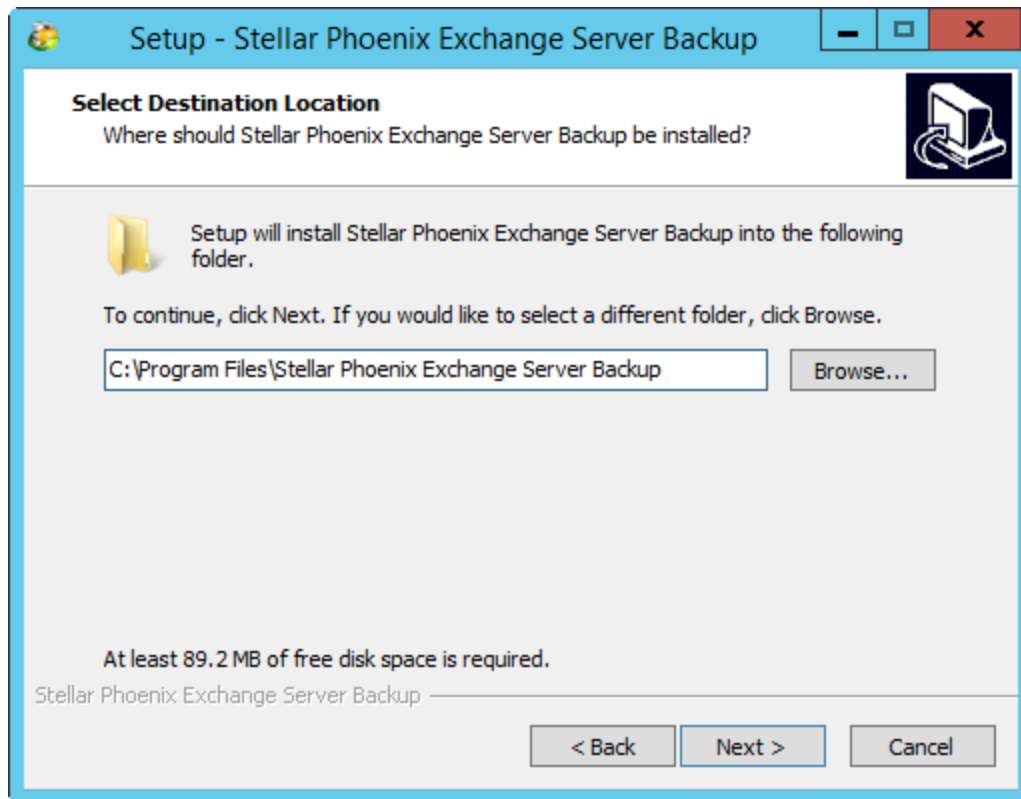 Setup - Stellar Phoenix Exchange Server Backup
Select Destination Location
Where should Stellar Phoenix Exchange Server Backup be installed?
Setup will install Stellar Phoenix Exchange Server Backup into the following
folder.
To continue, click Next. If you would like to select a different folder, click Browse.
C:\Program Files\Stellar Phoenix Exchange Server Backup
Browse...
At least 89.2 MB of free disk space is required.
Stellar Phoenix Exchange Server Backup
< Back
Next >
Cancel